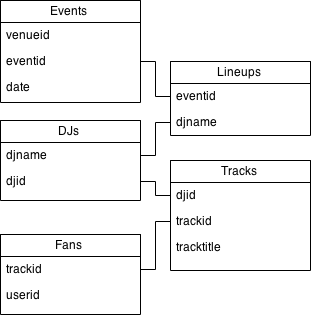 Events
venueid
eventid
date
Lineups
eventid
djname
DJs
djname
djid
Tracks
djid
trackid
tracktitle
Fans
trackid
userid